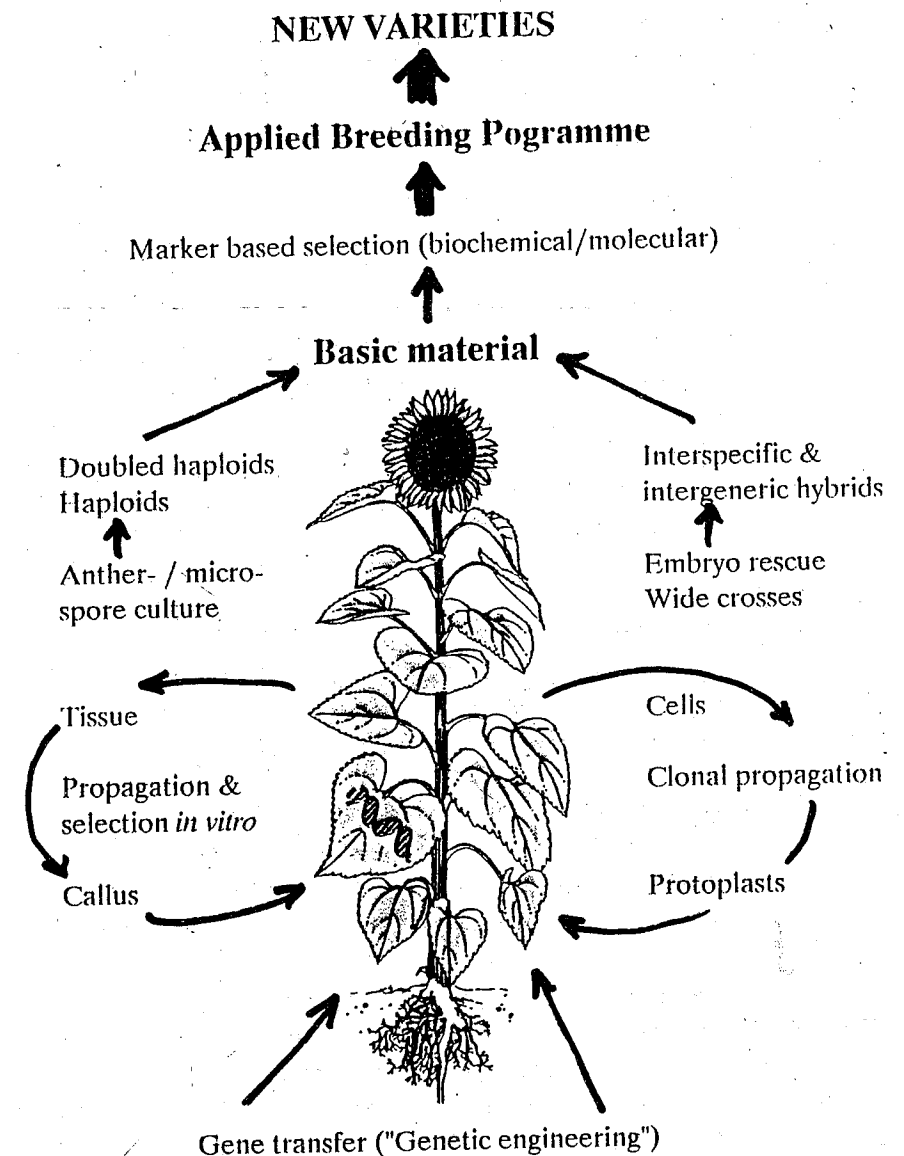 NEW VARIETIES
Applied Breeding Pogramme
Marker based selection (biochemical/molecular)
Basic material
Doubled haploids
Haploids
Anther- / micro-
spore culture
Interspecific &
intergeneric hybrids
Embryo rescue
Wide crosses
Tissue
Propagation &
selection in vitro
Callus
Cells
Clonal propagation
Protoplasts
Gene transfer ("Genetic engineering")